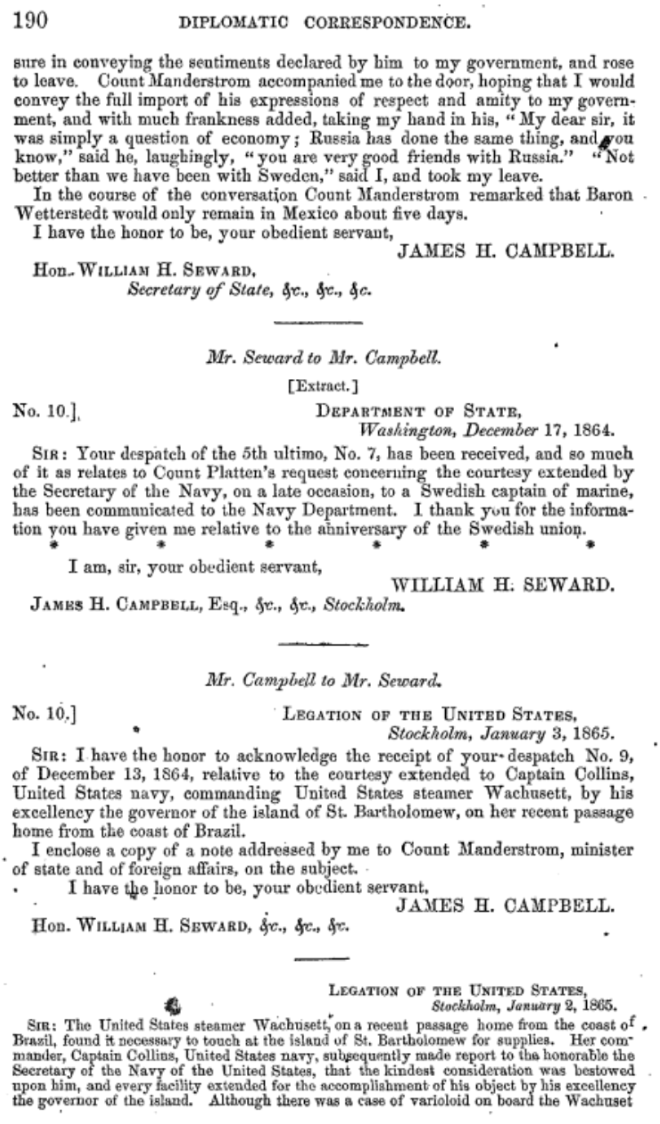 190 DIPLOMATIC CORRESPONDENCE.
sure in conveying the sentiments declared by him to my government, and rose
to leave. Count Manderstrom accompanied me to the door, hoping that I would
convey the full import of his expressions of respect and amity to my govern-
ment, and with much frankness added, taking my hand in his, “My dear sir, it
was simply a question of economy; Russia has done the same thing, and you
know,” said he, laughingly, “you are very good friends with Russia.” “Not
better than we have been with Sweden,” said I, and took my leave.
In the course of the conversation Count Manderstrom remarked that Baron
Wetterstedt would only remain in Mexico about five days.
I have the honor to be, your obedient servant,
JAMES H. CAMPBELL.
Hon. WILLIAM H. SEWARD,
Secretary of State, &c., &c., &c.
Mr. Seward to Mr. Campbell.
[Extract.]
No. 10.] DEPARTMENT OF STATE,
Washington, December 17, 1864.
SIR: Your despatch of the 5th ultimo, No. 7, has been received, and so much
of it as relates to Count Platten's request concerning the courtesy extended by
the Secretary of the Navy, on a late occasion, to a Swedish captain of marine,
has been communicated to the Navy Department. I thank you for the informa-
tion you have given me relative to the anniversary of the Swedish union.
* * * * * *
I am, sir, your obedient servant,
WILLIAM H. SEWARD.
JAMES H. CAMPBELL, Esq., &c., &c., Stockholm.
Mr. Campbell to Mr. Seward.
No. 10.] LEGATION OF THE UNITED STATES,
Stockholm, January 3, 1865.
SIR: I have the honor to acknowledge the receipt of your despatch No. 9,
of December 13, 1864, relative to the courtesy extended to Captain Collins,
United States navy, commanding United States steamer Wachusett, by his
excellency the governor of the island of St. Bartholomew, on her recent passage
home from the coast of Brazil.
I enclose a copy of a note addressed by me to Count Manderstrom, minister
of state and of foreign affairs, on the subject.
I have the honor to be, your obedient servant,
JAMES H. CAMPBELL.
Hon. WILLIAM H. SEWARD, &c., &c., &c.
LEGATION OF THE UNITED STATES,
Stockholm, January 2, 1865.
SIR: The United States steamer Wachusett, on a recent passage home from the coast of
Brazil, found it necessary to touch at the island of St. Bartholomew for supplies. Her com-
mander, Captain Collins, United States navy, subsequently made report to the honorable the
Secretary of the Navy of the United States, that the kindest consideration was bestowed
upon him, and every facility extended for the accomplishment of his object by his excellency
the governor of the island. Although there was a case of varioloid on board the Wachuset